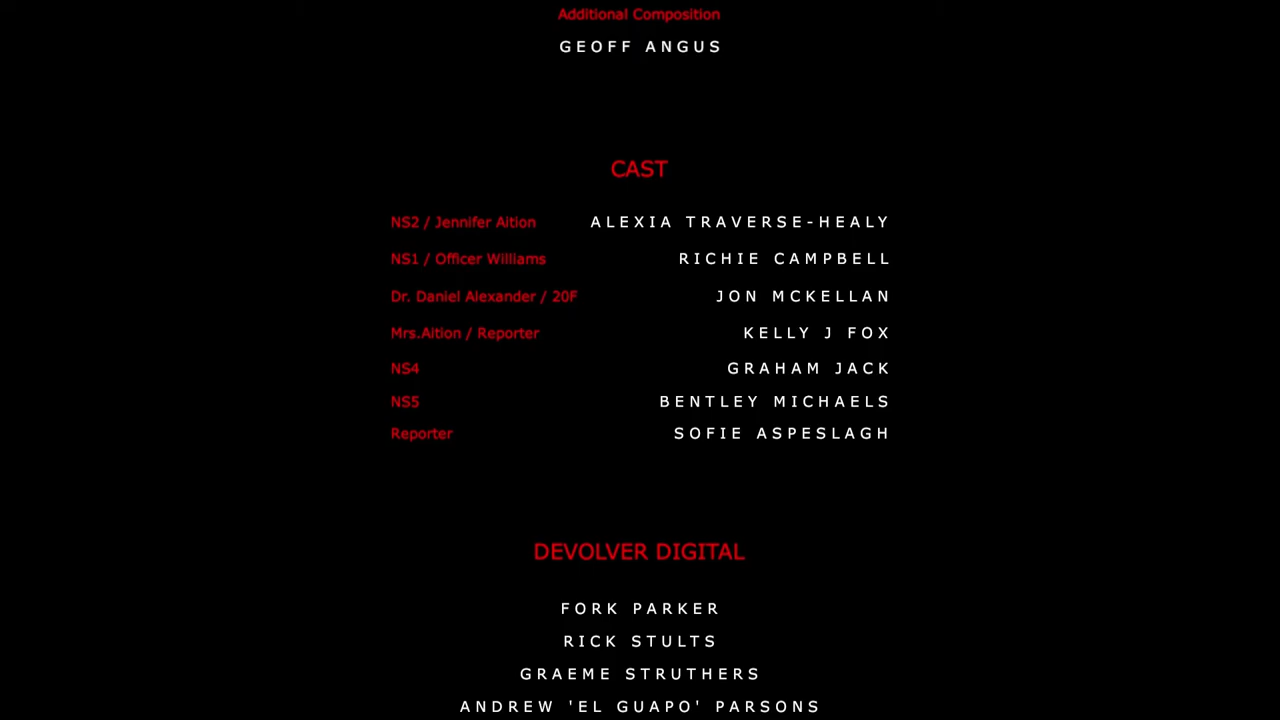 Additional Composition
GEOFF ANGUS
CAST
NS2 / Jennifer Aition ALEXIA TRAVERSE-HEALY
NS1 / Officer Williams RICHIE CAMPBELL
Dr. Daniel Alexander / 20F JON MCKELLAN
Mrs.Aition / Reporter KELLY J FOX
NS4 GRAHAM JACK
NS5 BENTLEY MICHAELS
Reporter SOFIE ASPESLAGH
DEVOLVER DIGITAL
FORK PARKER
RICK STULTS
GRAEME STRUTHERS
ANDREW 'EL GUAPO' PARSONS